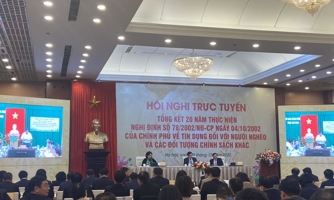 HỘI NGHỊ TRỰC TUYẾN
TỔNG KẾT 20 NĂM THỰC HIỆN
NGHỊ ĐỊNH SỐ 78/2002/NĐ-CP NGÀY 04/10/2002
CỦA CHÍNH PHỦ VỀ TÍN DỤNG ĐỐI VỚI NGƯỜI NGHÈO
VÀ CÁC ĐỐI TƯỢNG CHÍNH SÁCH KHÁC